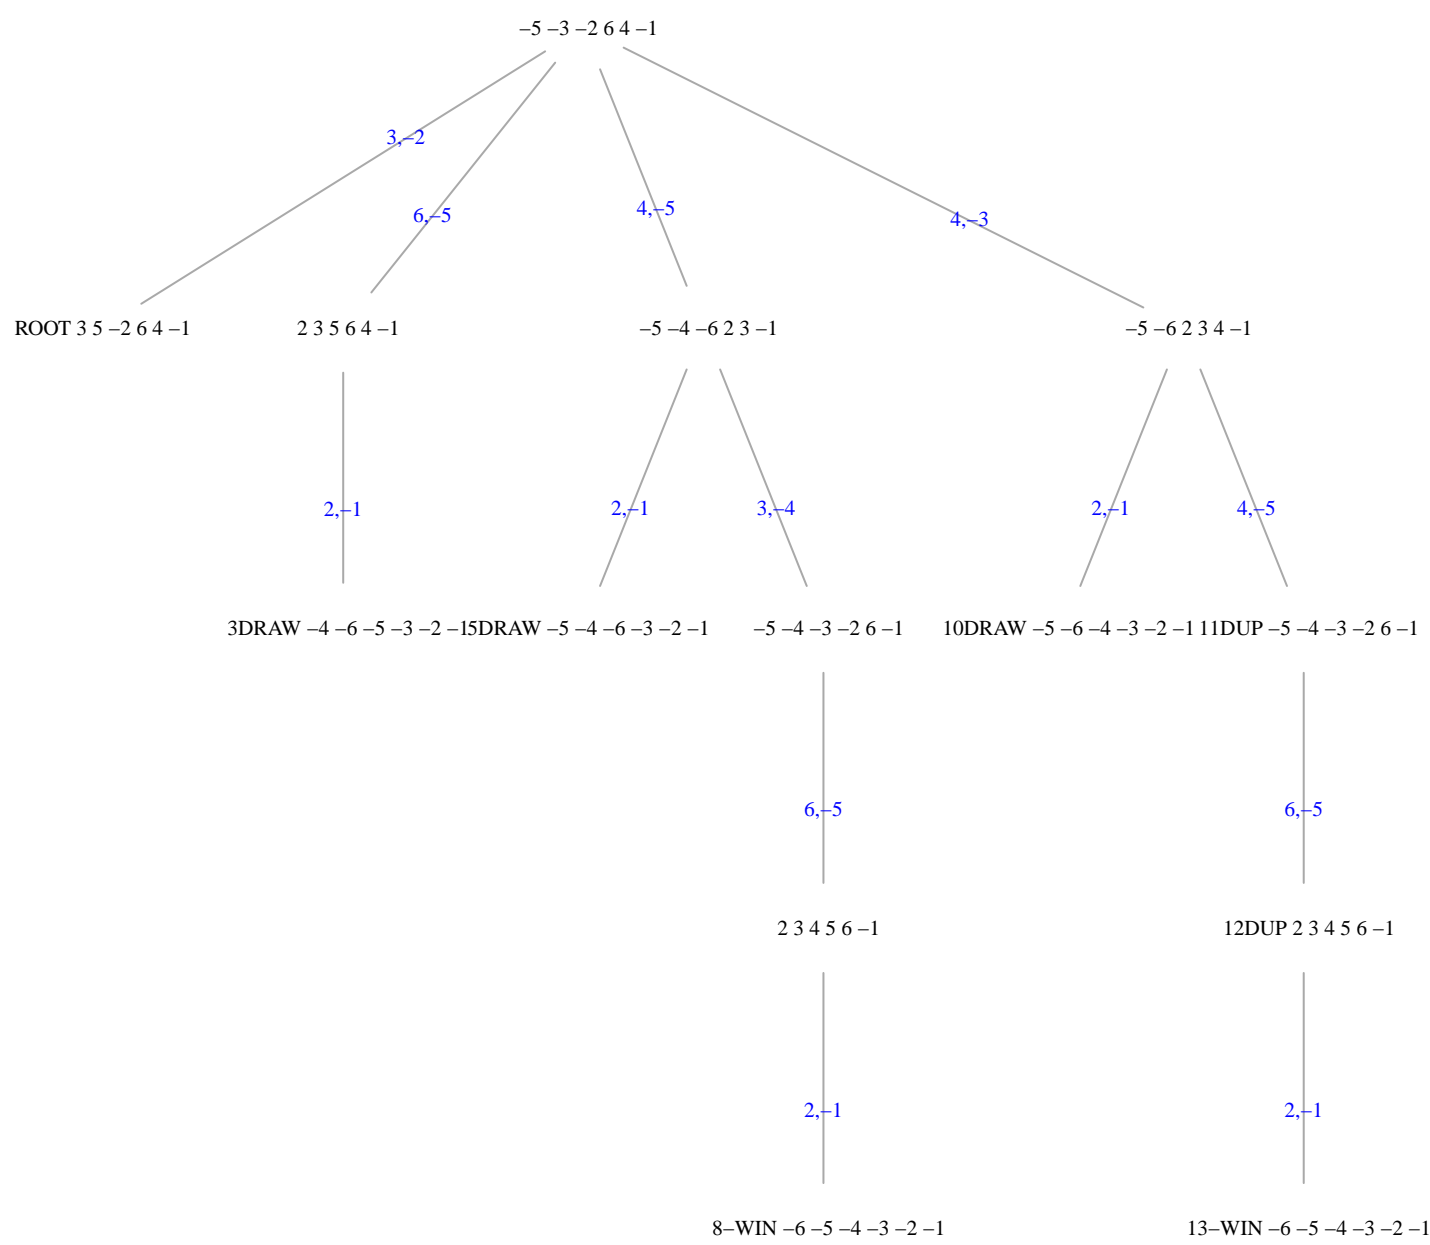 –5 –3 –2 6 4 –1
3,–2
6,–5
4,–5
4,–3
ROOT 3 5 –2 6 4 –1
2 3 5 6 4 –1
–5 –4 –6 2 3 –1
–5 –6 2 3 4 –1
2,–1
2,–1
3,–4
2,–1
4,–5
3DRAW –4 –6 –5 –3 –2 –1
5DRAW –5 –4 –6 –3 –2 –1
–5 –4 –3 –2 6 –1
10DRAW –5 –6 –4 –3 –2 –1
11DUP –5 –4 –3 –2 6 –1
6,–5
6,–5
2 3 4 5 6 –1
12DUP 2 3 4 5 6 –1
2,–1
2,–1
8–WIN –6 –5 –4 –3 –2 –1
13–WIN –6 –5 –4 –3 –2 –1